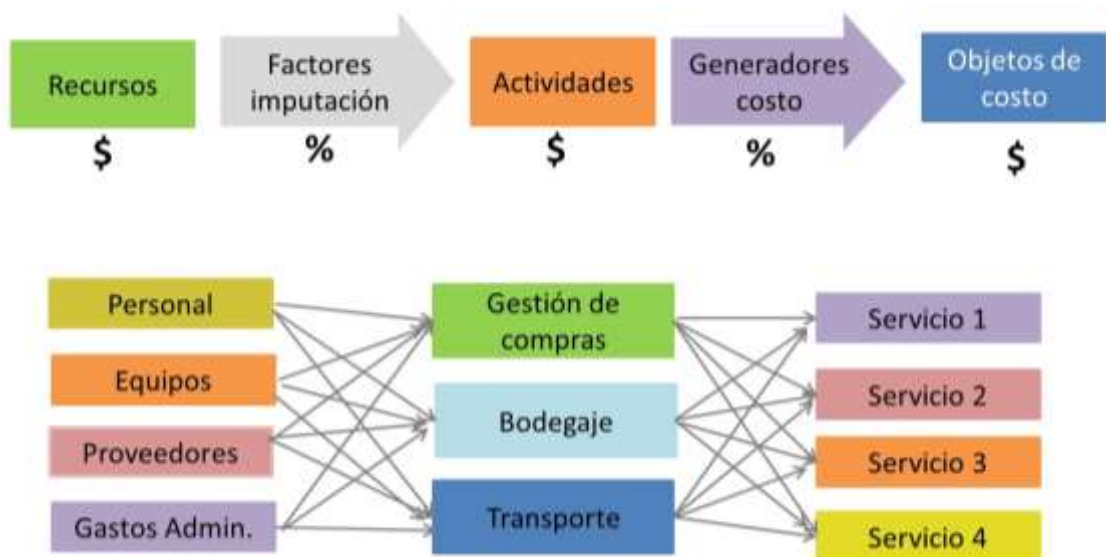 Recursos
Factores
imputación
Actividades
Generadores
costo
Objetos de
costo
$
%
$
%
$
Personal
Gestión de
compras
Servicio 1
Equipos
Servicio 2
Bodegaje
Proveedores
Servicio 3
Gastos Admin.
Transporte
Servicio 4